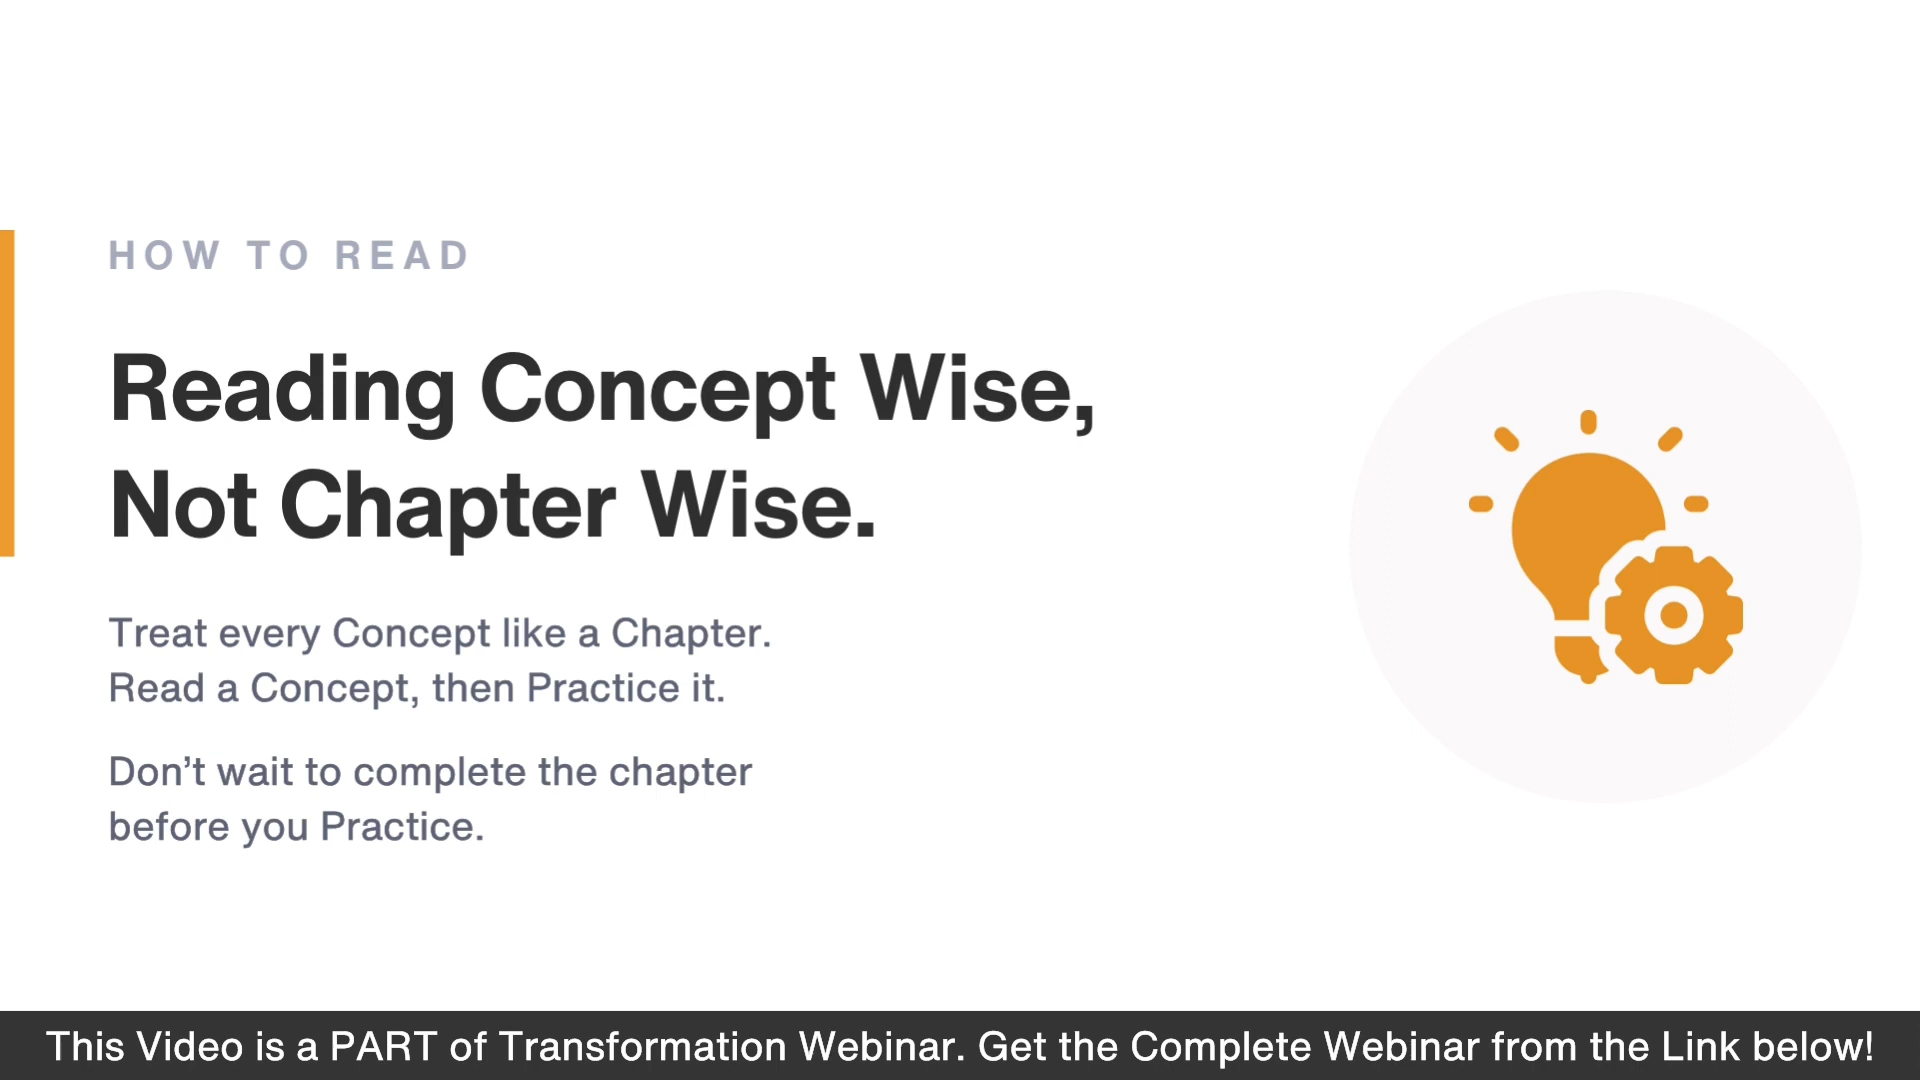 HOW TO READ
Reading Concept Wise,
Not Chapter Wise.
Treat every Concept like a Chapter.
Read a Concept, then Practice it.
Don’t wait to complete the chapter
before you Practice.
This Video is a PART of Transformation Webinar. Get the Complete Webinar from the Link below!